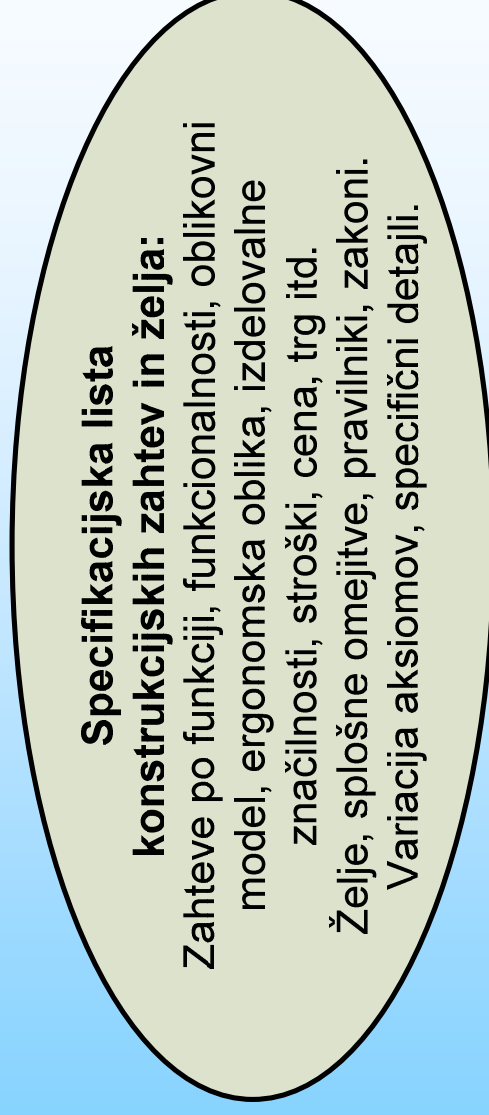 Specifikacijska lista
konstrukcijskih zahtev in želja:
Zahteve po funkciji, funkcionalnosti, oblikovni
model, ergonomska oblika, izdelovalne
značilnosti, stroški, cena, trg itd.
Želje, splošne omejitve, pravilniki, zakoni.
Variacija aksiomov, specifični detajli.